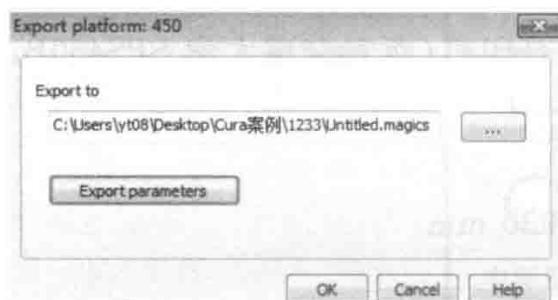 Export platform: 450
Export to
C:\Users\yt08\Desktop\Cura案例\1233\Untitled.magics
...
Export parameters
OK Cancel Help